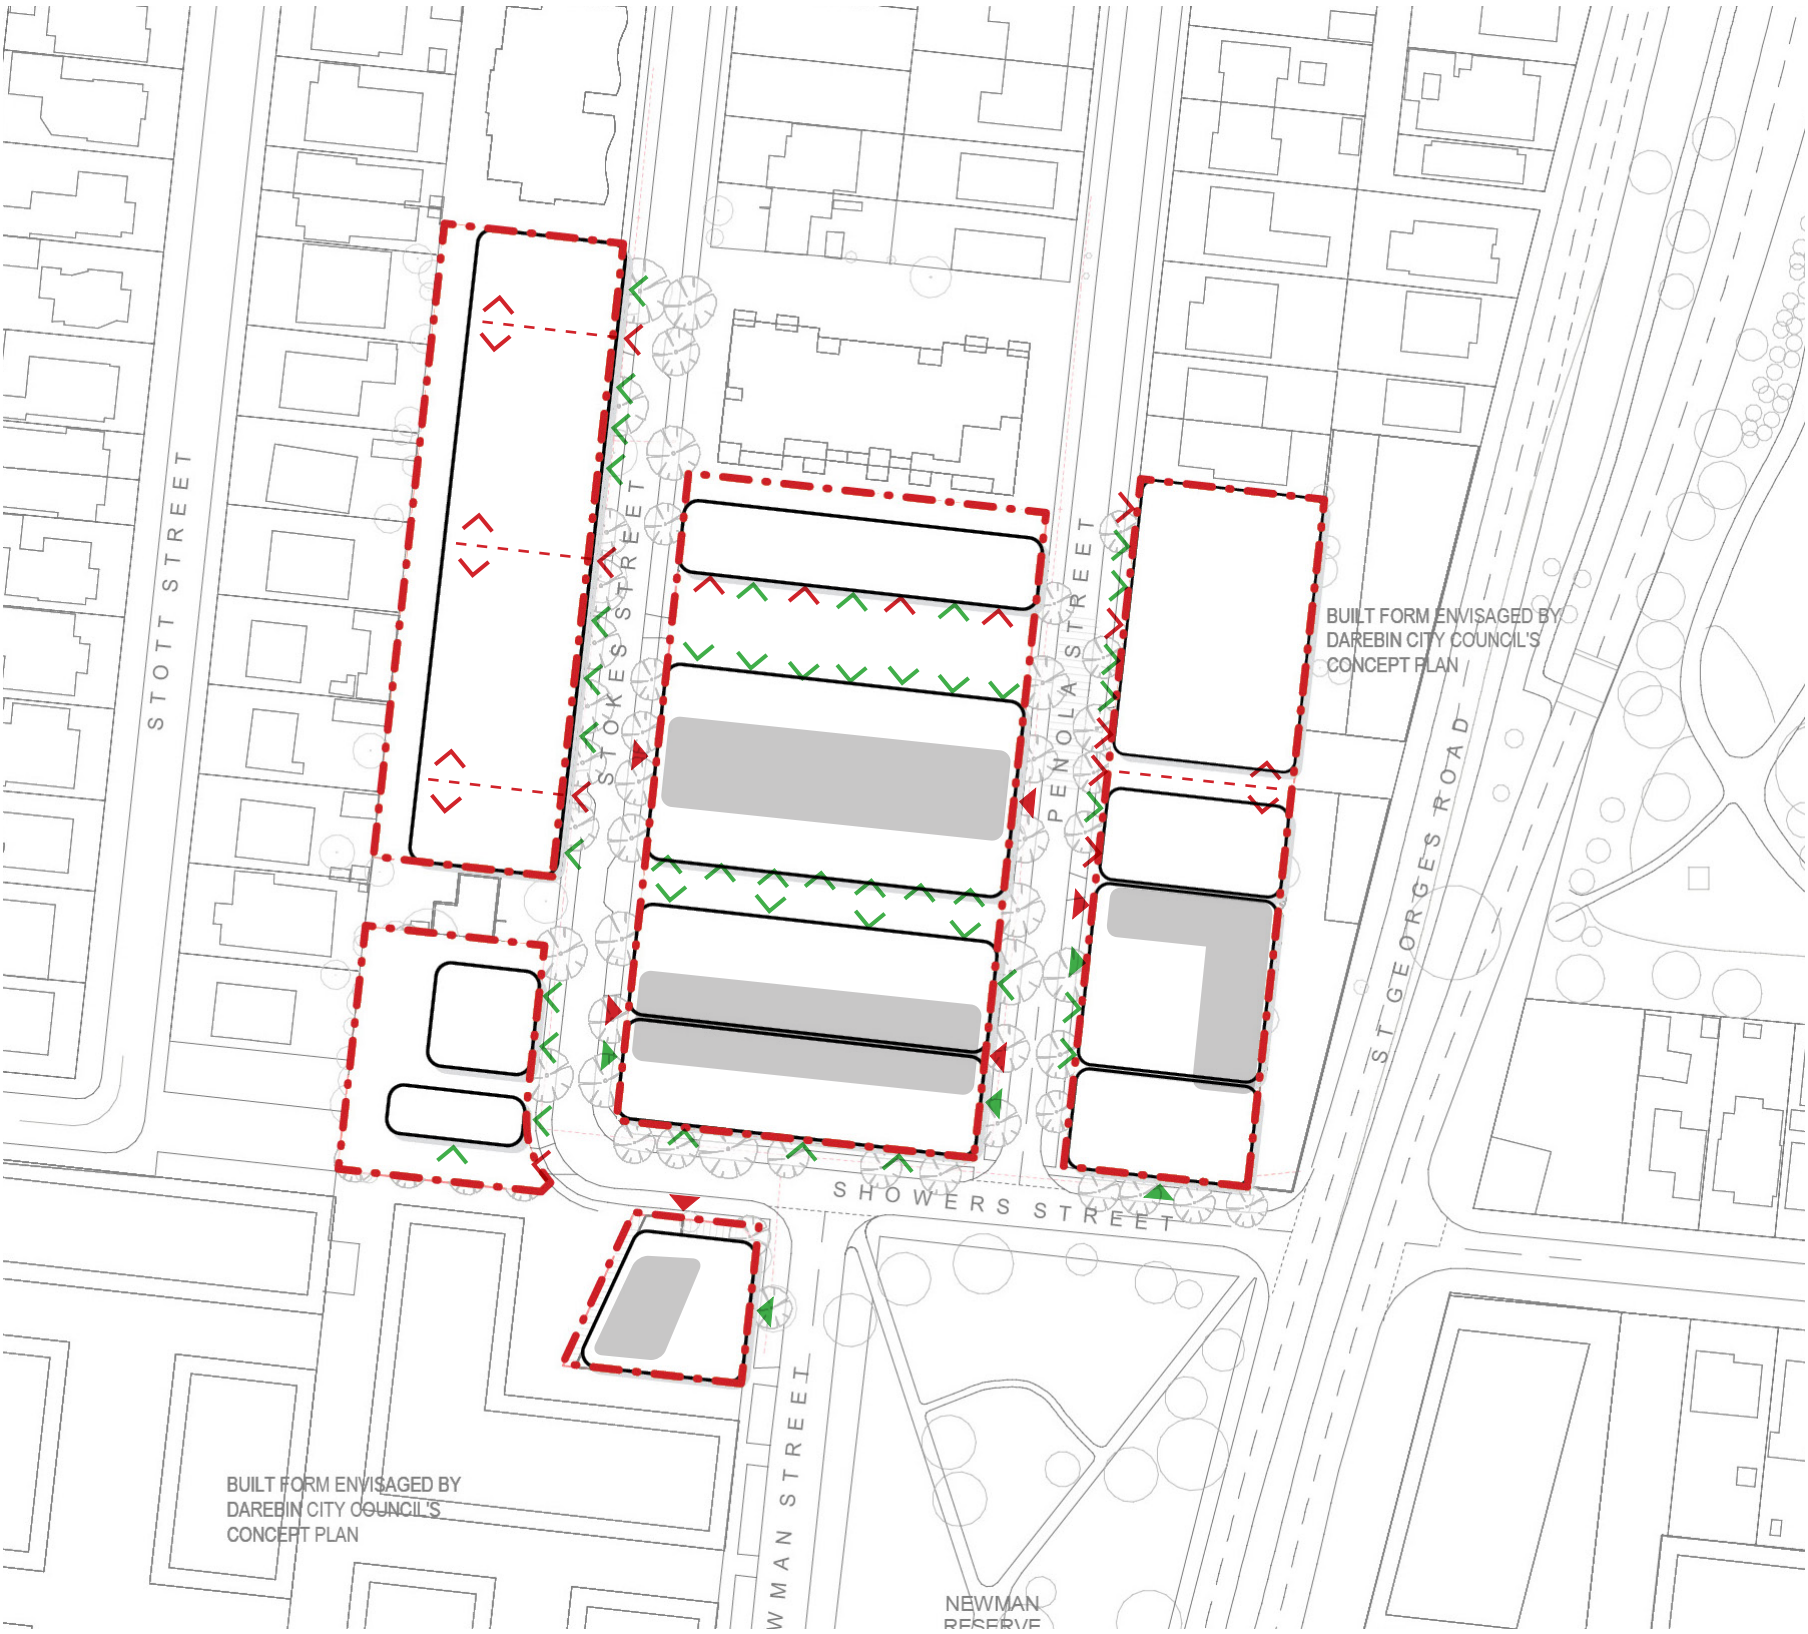 STOTT STREET
STOKES STREET
PENOLA STREET
BUILT FORM ENVISAGED BY
DAREBIN CITY COUNCIL'S
CONCEPT PLAN
ST GEORGES ROAD
SHOWERS STREET
WMAN STREET
BUILT FORM ENVISAGED BY
DAREBIN CITY COUNCIL'S
CONCEPT PLAN
NEWMAN
RESERVE